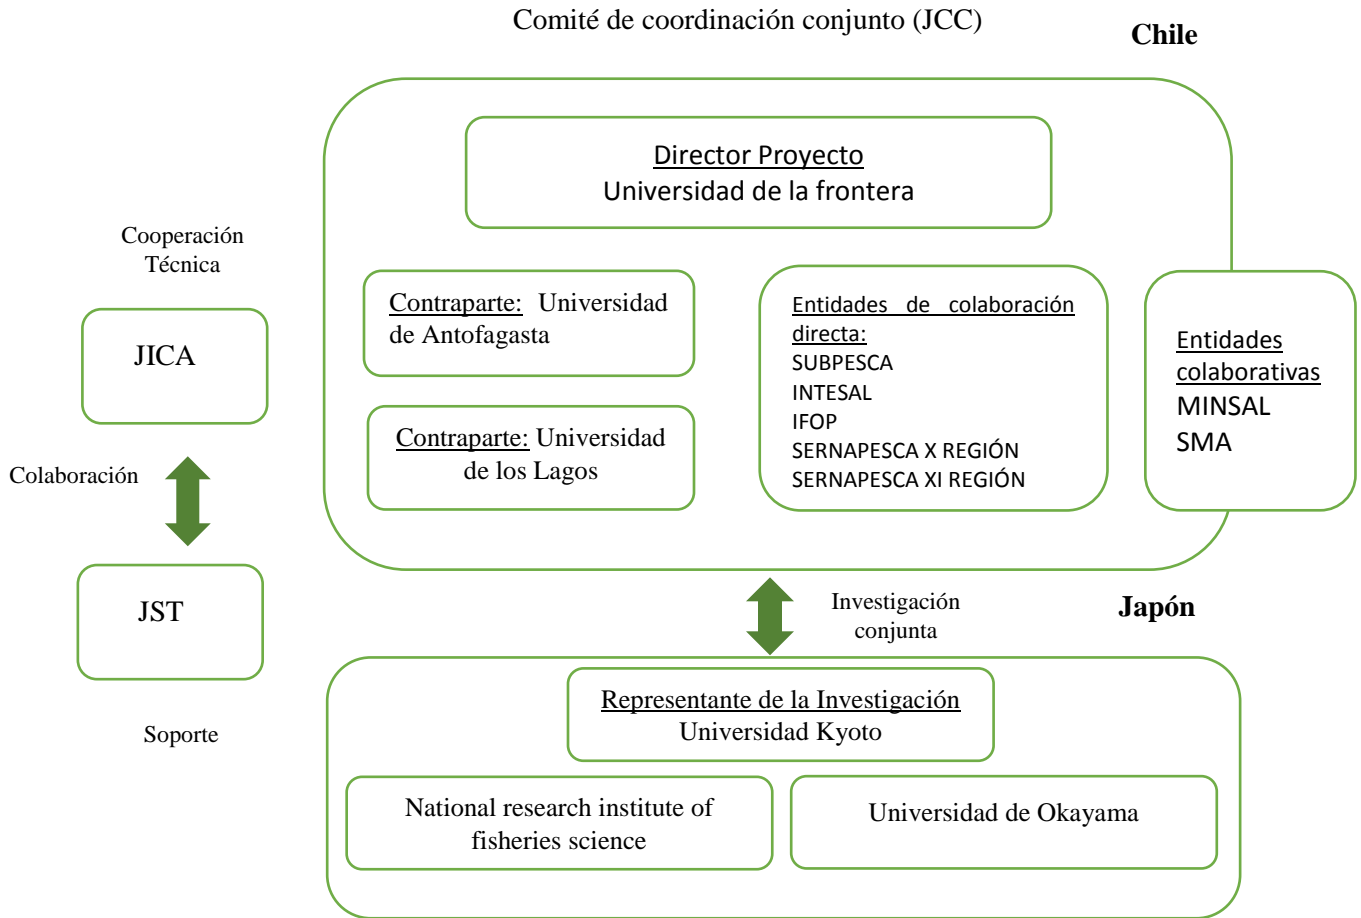 Comité de coordinación conjunto (JCC)
Chile
Director Proyecto
Universidad de la frontera
Cooperación
Técnica
JICA
Colaboración
JST
Soporte
Contraparte: Universidad
de Antofagasta
Contraparte: Universidad
de los Lagos
Entidades de colaboración
directa:
SUBPESCA
INTESAL
IFOP
SERNAPESCA X REGIÓN
SERNAPESCA XI REGIÓN
Entidades
colaborativas
MINSAL
SMA
Investigación
conjunta
Japón
Representante de la Investigación
Universidad Kyoto
National research institute of
fisheries science
Universidad de Okayama